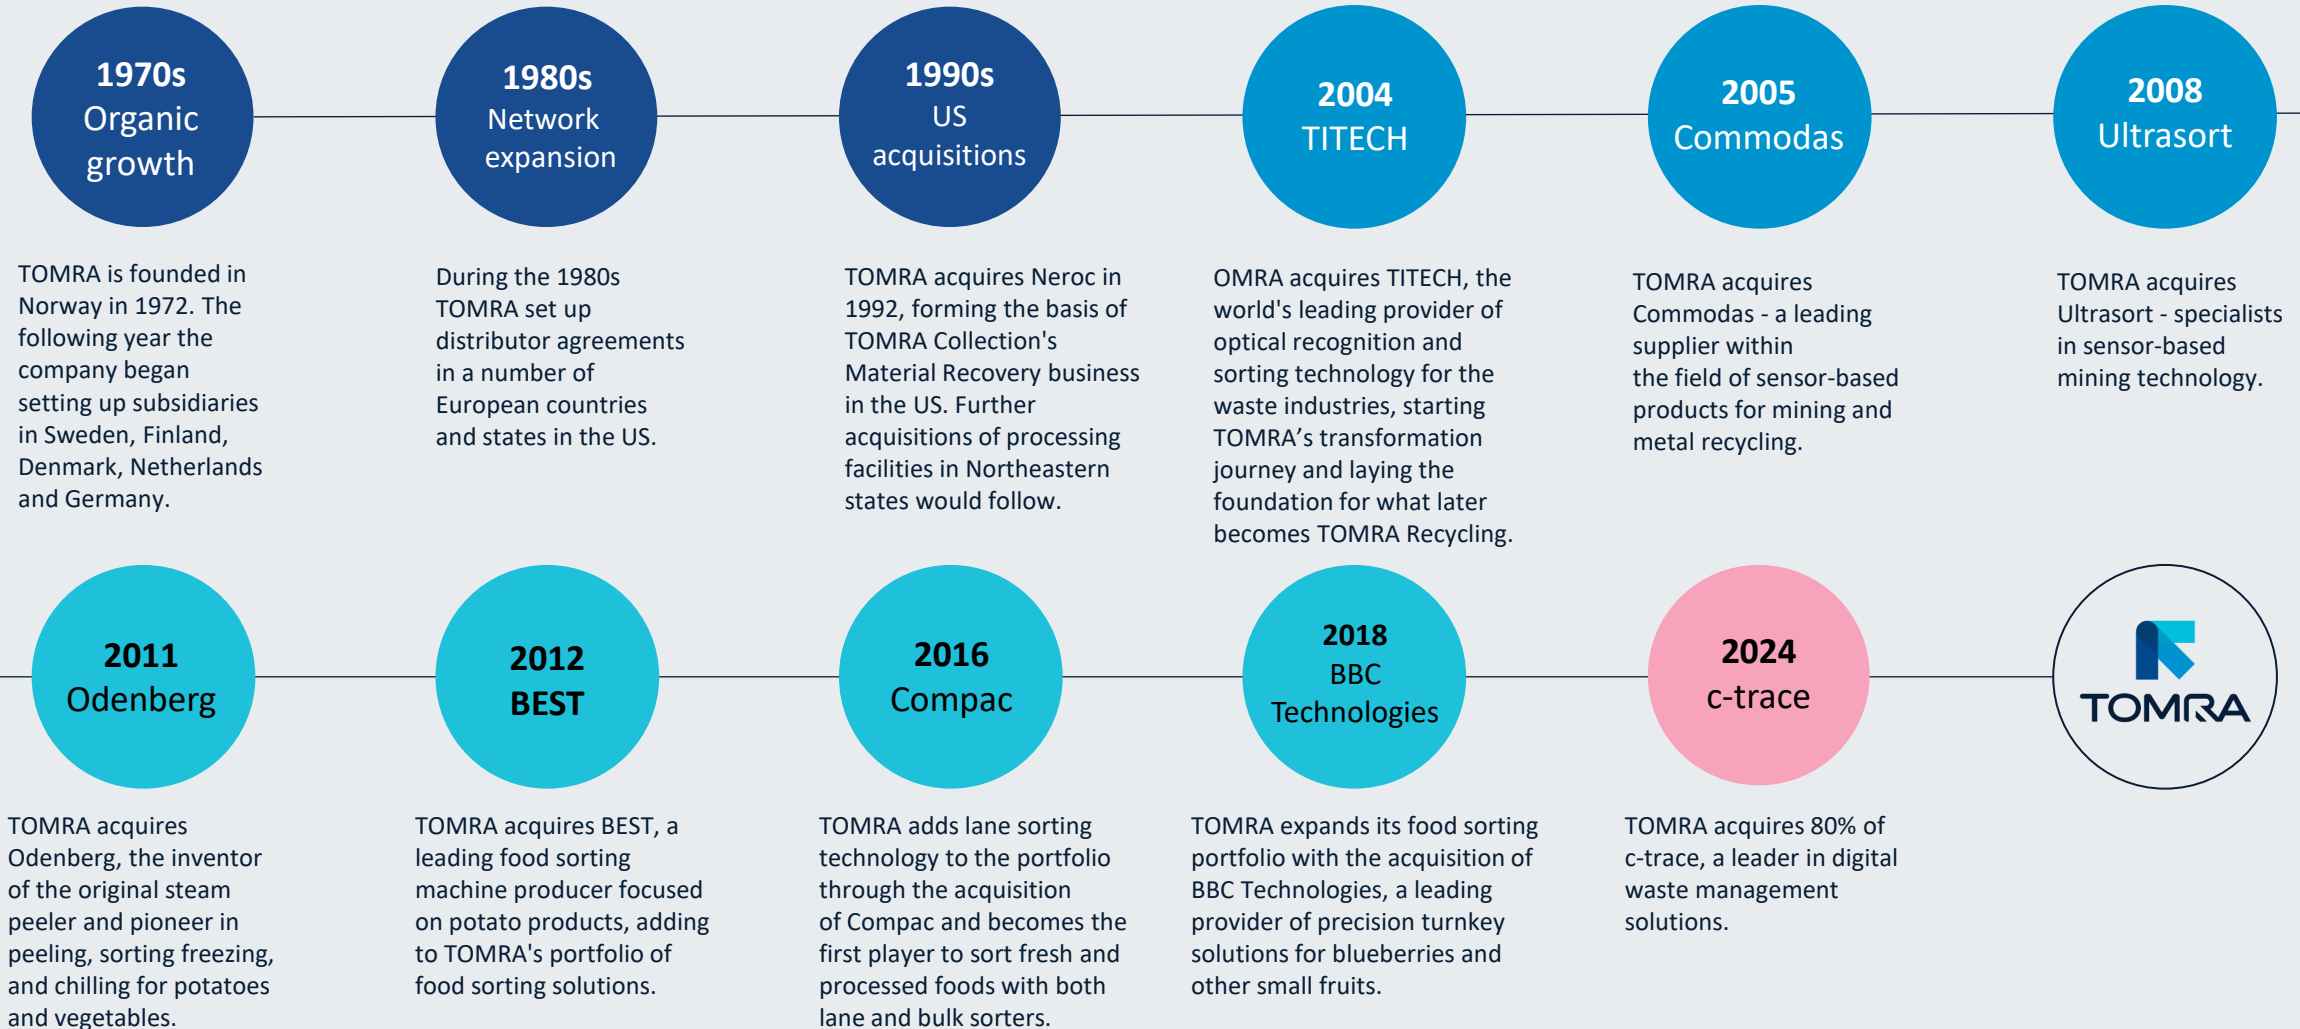 1970s
Organic
growth
TOMRA is founded in
Norway in 1972. The
following year the
company began
setting up subsidiaries
in Sweden, Finland,
Denmark, Netherlands
and Germany.
1980s
Network
expansion
During the 1980s
TOMRA set up
distributor agreements
in a number of
European countries
and states in the US.
1990s
US
acquisitions
TOMRA acquires Neroc in
1992, forming the basis of
TOMRA Collection's
Material Recovery business
in the US. Further
acquisitions of processing
facilities in Northeastern
states would follow.
2004
TITECH
OMRA acquires TITECH, the
world's leading provider of
optical recognition and
sorting technology for the
waste industries, starting
TOMRA’s transformation
journey and laying the
foundation for what later
becomes TOMRA Recycling.
2005
Commodas
TOMRA acquires
Commodas - a leading
supplier within
the field of sensor-based
products for mining and
metal recycling.
2008
Ultrasort
TOMRA acquires
Ultrasort - specialists
in sensor-based
mining technology.
2011
Odenberg
TOMRA acquires
Odenberg, the inventor
of the original steam
peeler and pioneer in
peeling, sorting freezing,
and chilling for potatoes
and vegetables.
2012
BEST
TOMRA acquires BEST, a
leading food sorting
machine producer focused
on potato products, adding
to TOMRA's portfolio of
food sorting solutions.
2016
Compac
TOMRA adds lane sorting
technology to the portfolio
through the acquisition
of Compac and becomes the
first player to sort fresh and
processed foods with both
lane and bulk sorters.
2018
BBC
Technologies
TOMRA expands its food sorting
portfolio with the acquisition of
BBC Technologies, a leading
provider of precision turnkey
solutions for blueberries and
other small fruits.
2024
c-trace
TOMRA acquires 80% of
c-trace, a leader in digital
waste management
solutions.
TOMRA